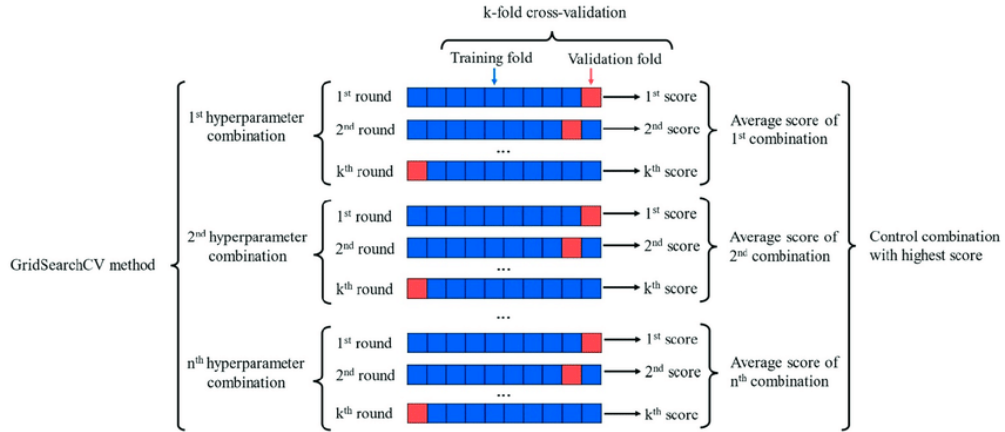 k-fold cross-validation
Training fold
Validation fold
1st round
1st score
1st hyperparameter
combination
2nd round
2nd score
Average score of
1st combination
...
kth round
kth score
1st round
1st score
2nd hyperparameter
combination
2nd round
2nd score
Average score of
2nd combination
...
kth round
kth score
GridSearchCV method
Control combination
with highest score
...
1st round
1st score
nth hyperparameter
combination
2nd round
2nd score
Average score of
nth combination
...
kth round
kth score